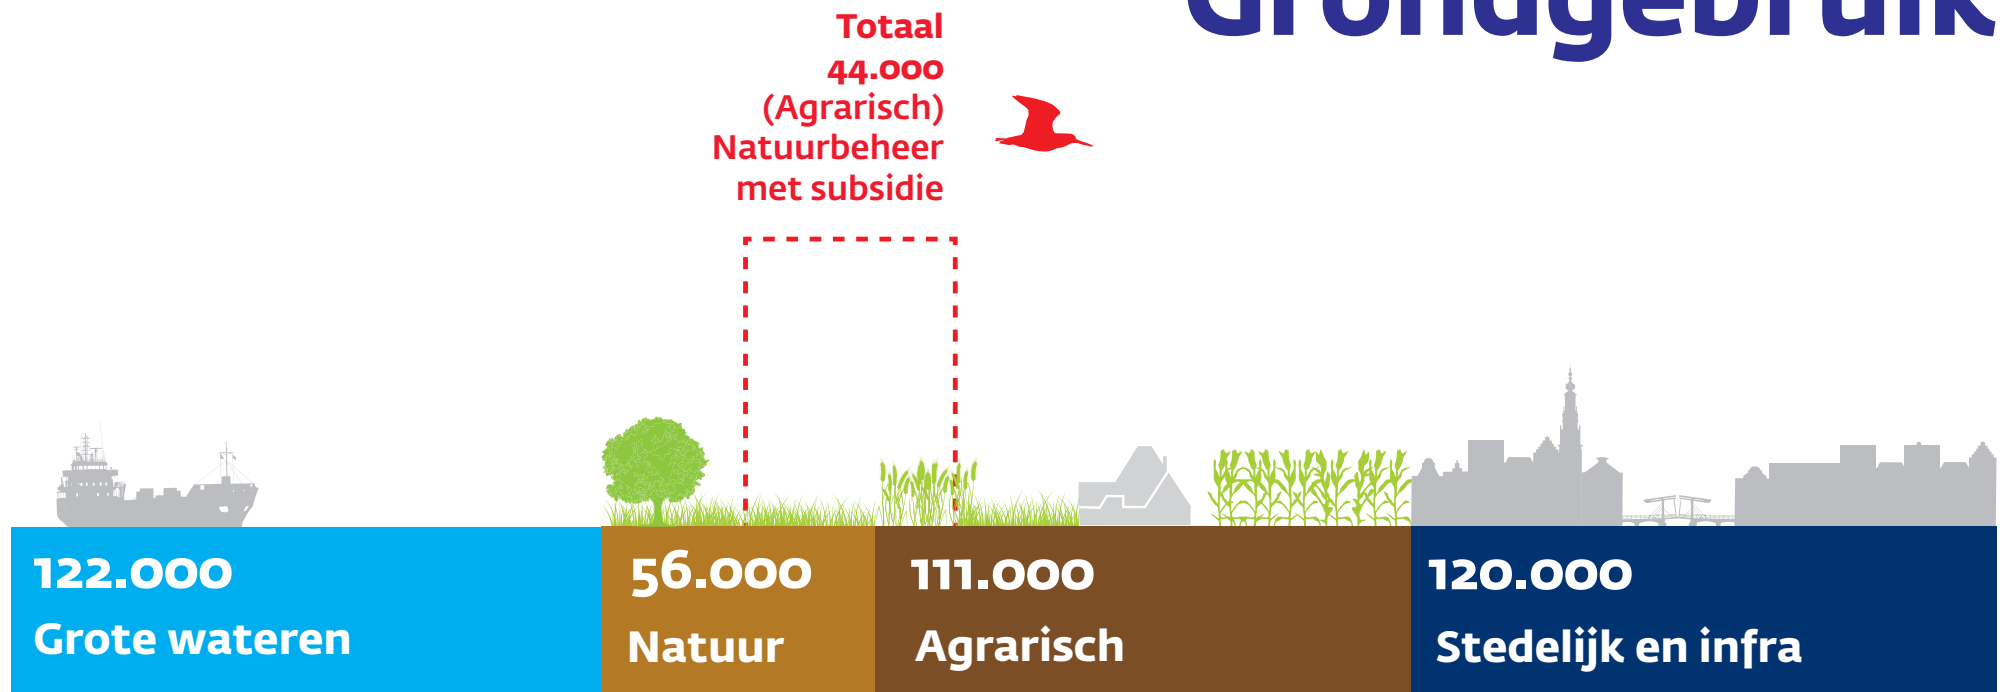 Grondgebruik
Totaal
44.000
(Agrarisch)
Natuurbeheer
met subsidie
122.000
Grote wateren
56.000
Natuur
111.000
Agrarisch
120.000
Stedelijk en infra